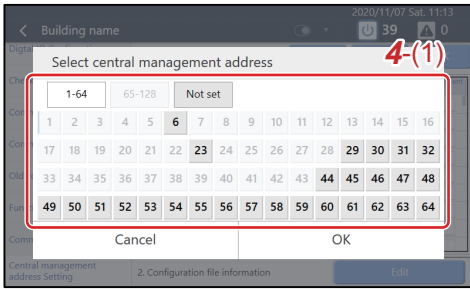 2020/11/07 Sat. 11:13
Building name
39
0
4-(1)
Select central management address
1-64 65-128 Not set
1 2 3 4 5 6 7 8 9 10 11 12 13 14 15 16
17 18 19 20 21 22 23 24 25 26 27 28 29 30 31 32
33 34 35 36 37 38 39 40 41 42 43 44 45 46 47 48
49 50 51 52 53 54 55 56 57 58 59 60 61 62 63 64
Cancel OK
Central management
address Setting
2. Configuration file information
Edit